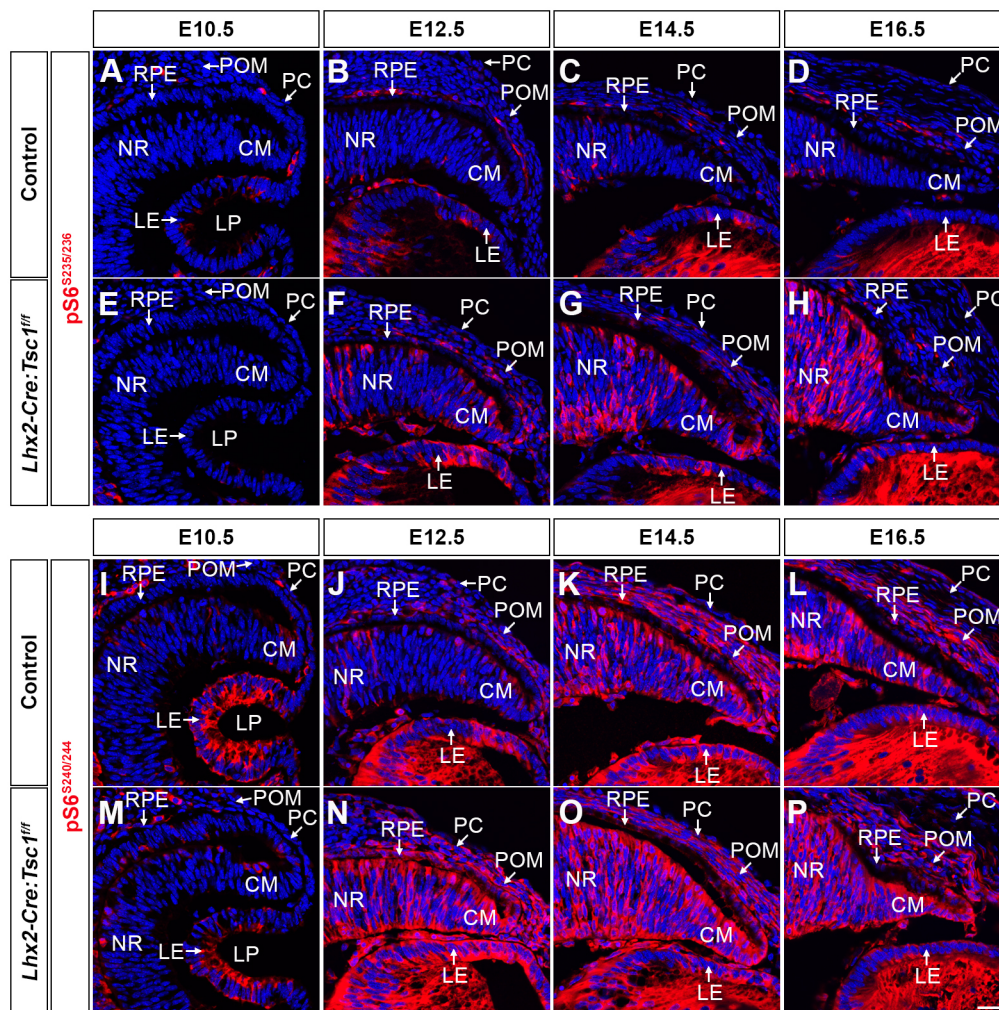 E10.5 E12.5 E14.5 E16.5
Control
Lhx2-Cre:Tsc1f/f
pS6S235/236
A RPE POM PC NR CM LE LP
B RPE PC POM NR CM LE
C RPE PC POM NR CM LE
D RPE PC POM NR CM LE
E RPE POM PC NR CM LE LP
F RPE PC POM NR CM LE
G RPE PC POM NR CM LE
H RPE PC POM NR CM LE
E10.5 E12.5 E14.5 E16.5
Control
Lhx2-Cre:Tsc1f/f
pS6S240/244
I RPE POM PC NR CM LE LP
J RPE PC POM NR CM LE
K RPE PC POM NR CM LE
L RPE PC POM NR CM LE
M RPE POM PC NR CM LE LP
N RPE PC POM NR CM LE
O RPE PC POM NR CM LE
P RPE PC POM NR CM LE